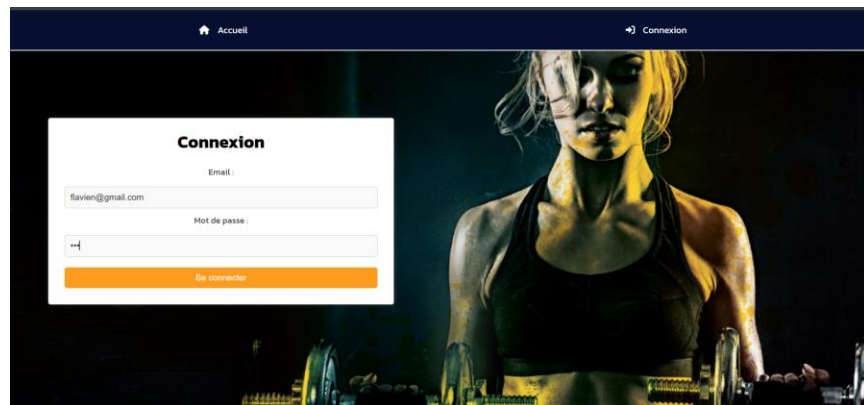 Accueil
Connexion
Connexion
Email :
flavien@gmail.com
Mot de passe :
•••
Se connecter